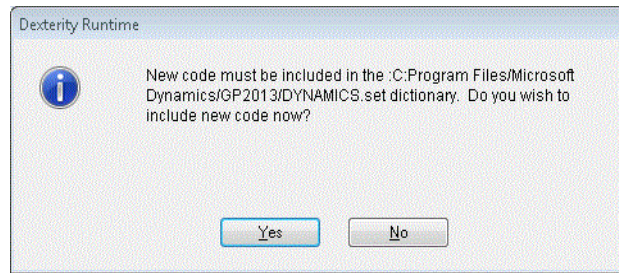 Dexterity Runtime
New code must be included in the :C:Program Files/Microsoft
Dynamics/GP2013/DYNAMICS.set dictionary.  Do you wish to
include new code now?
Yes
No